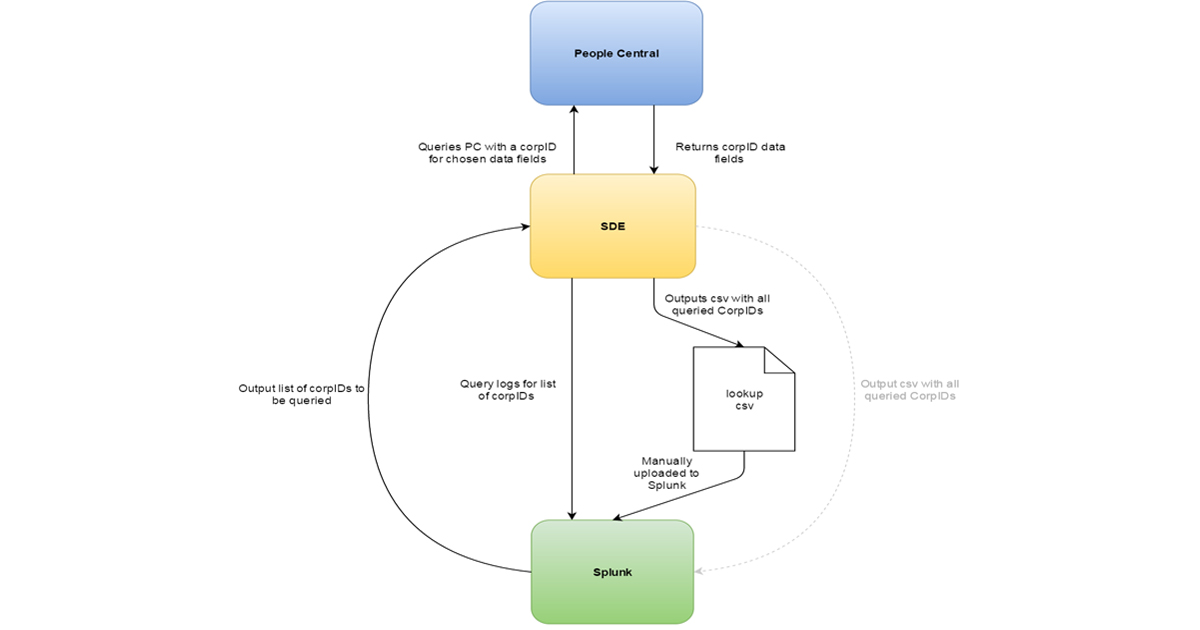 People Central
Queries PC with a corpID
for chosen data fields
Returns corpID data
fields
SDE
Outputs csv with all
queried CorpIDs
Output list of corpIDs to
be queried
Query logs for list
of corpIDs
lookup
csv
Output csv with all
queried CorpIDs
Manually
uploaded to
Splunk
Splunk